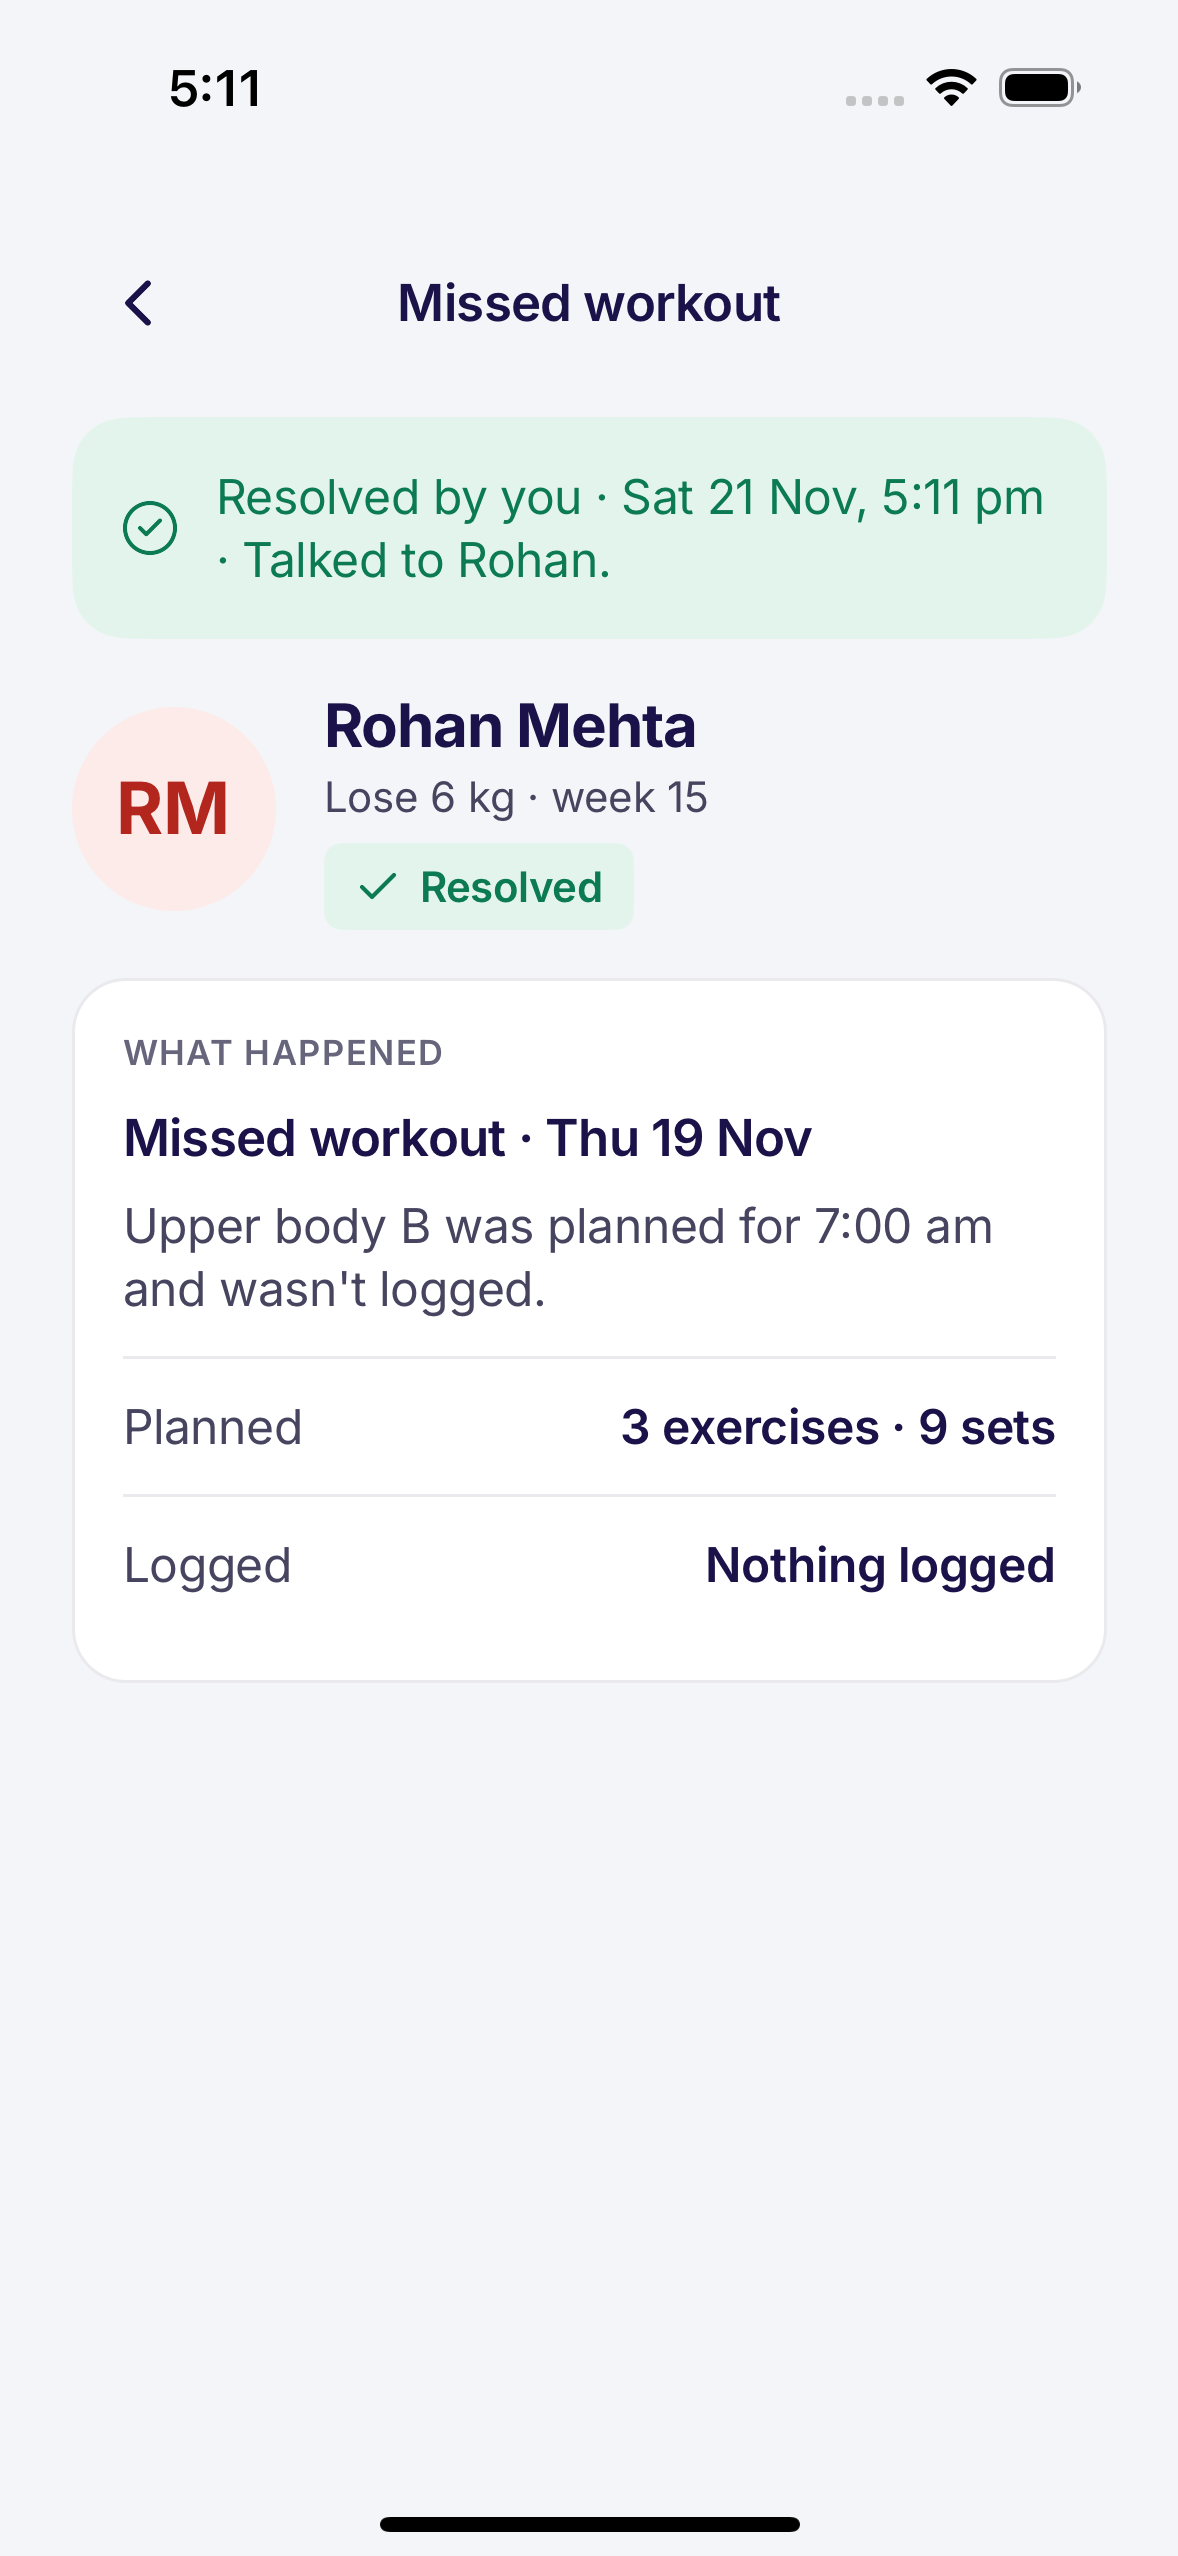 5:11
Missed workout
Resolved by you · Sat 21 Nov, 5:11 pm
· Talked to Rohan.
RM
Rohan Mehta
Lose 6 kg · week 15
Resolved
WHAT HAPPENED
Missed workout · Thu 19 Nov
Upper body B was planned for 7:00 am
and wasn't logged.
Planned 3 exercises · 9 sets
Logged Nothing logged